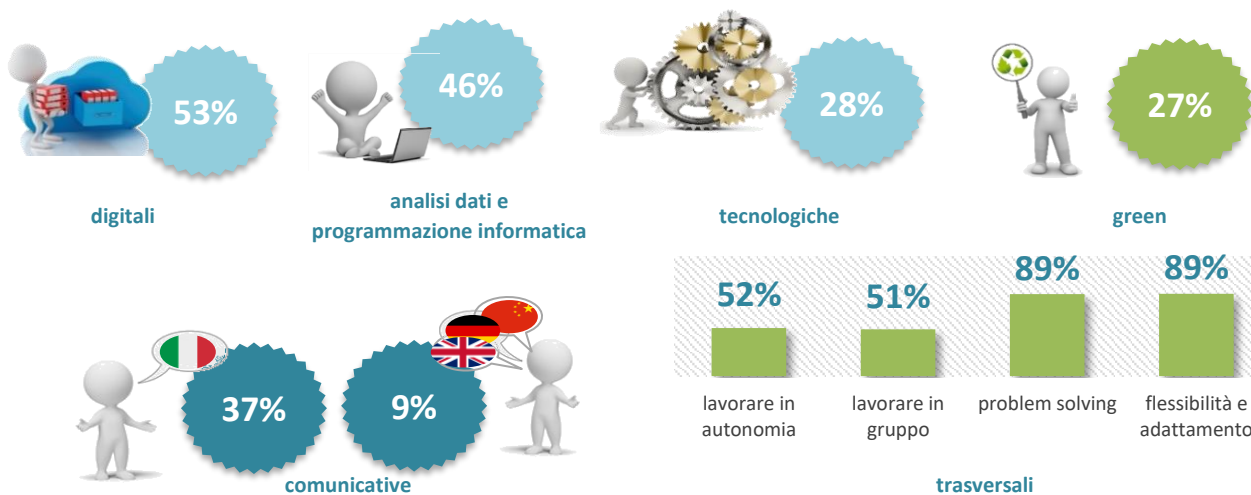 53%
46%
28%
27%
digitali
analisi dati e
programmazione informatica
tecnologiche
green
37%
9%
comunicative
52%
51%
89%
89%
lavorare in
autonomia
lavorare in
gruppo
problem solving
flessibilità e
adattamento
trasversali